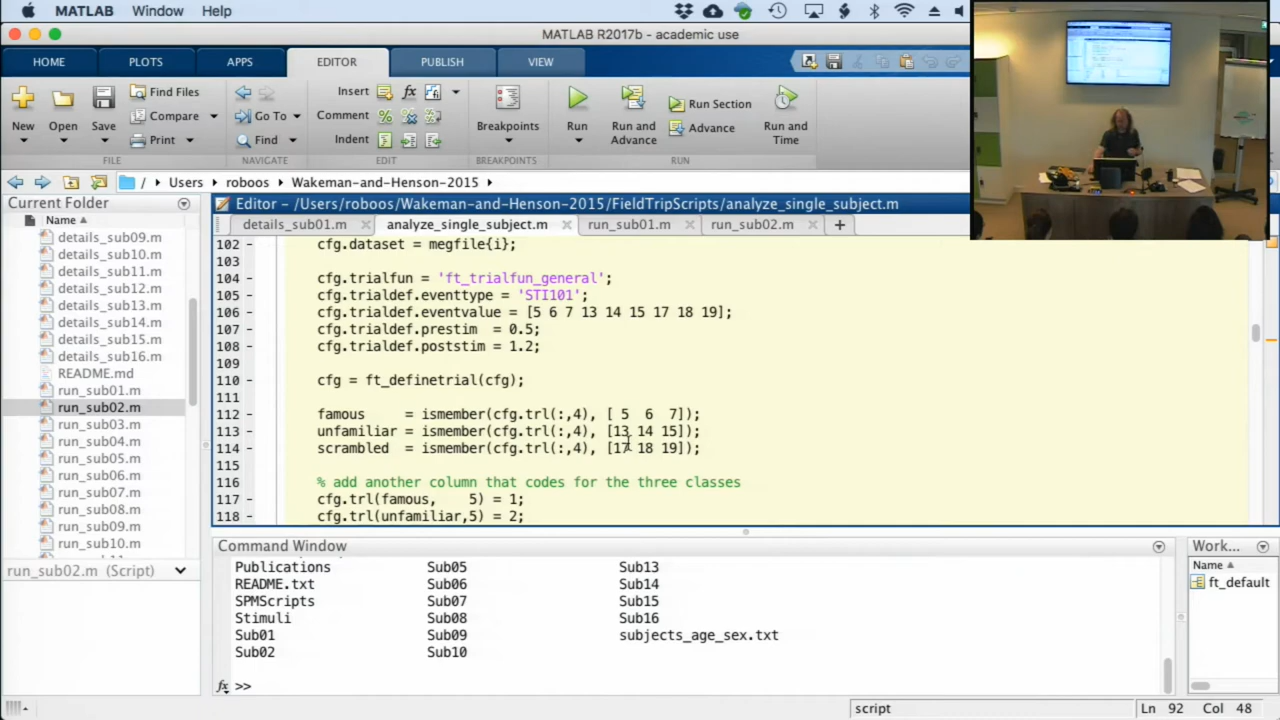 MATLAB Window Help
MATLAB R2017b - academic use
HOME PLOTS APPS EDITOR PUBLISH VIEW
New Open Save Find Files Compare Print
Go To Find
Insert fx Comment % Indent
Breakpoints
Run Run and Advance Run Section Advance Run and Time
FILE NAVIGATE EDIT BREAKPOINTS RUN
/ Users roboos Wakeman-and-Henson-2015
Current Folder
Name
details_sub09.m
details_sub10.m
details_sub11.m
details_sub12.m
details_sub13.m
details_sub14.m
details_sub15.m
details_sub16.m
README.md
run_sub01.m
run_sub02.m
run_sub03.m
run_sub04.m
run_sub05.m
run_sub06.m
run_sub07.m
run_sub08.m
run_sub09.m
run_sub10.m
run_sub02.m (Script)
Editor - /Users/roboos/Wakeman-and-Henson-2015/FieldTripScripts/analyze_single_subject.m
details_sub01.m analyze_single_subject.m run_sub01.m run_sub02.m
102 - cfg.dataset = megfile{i};
103
104 - cfg.trialfun = 'ft_trialfun_general';
105 - cfg.trialdef.eventtype = 'STI101';
106 - cfg.trialdef.eventvalue = [5 6 7 13 14 15 17 18 19];
107 - cfg.trialdef.prestim = 0.5;
108 - cfg.trialdef.poststim = 1.2;
109
110 - cfg = ft_definetrial(cfg);
111
112 - famous = ismember(cfg.trl(:,4), [ 5 6 7]);
113 - unfamiliar = ismember(cfg.trl(:,4), [13 14 15]);
114 - scrambled = ismember(cfg.trl(:,4), [17 18 19]);
115
116 % add another column that codes for the three classes
117 - cfg.trl(famous, 5) = 1;
118 - cfg.trl(unfamiliar,5) = 2;
Command Window
Publications Sub05 Sub13
README.txt Sub06 Sub14
SPMScripts Sub07 Sub15
Stimuli Sub08 Sub16
Sub01 Sub09 subjects_age_sex.txt
Sub02 Sub10
fx >>
Work...
Name
ft_default
script Ln 92 Col 48